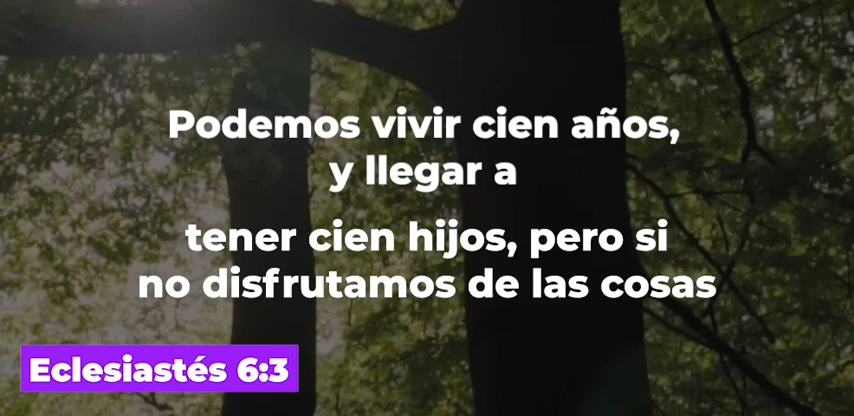 Podemos vivir cien años,
y llegar a
tener cien hijos, pero si
no disfrutamos de las cosas
Eclesiastés 6:3